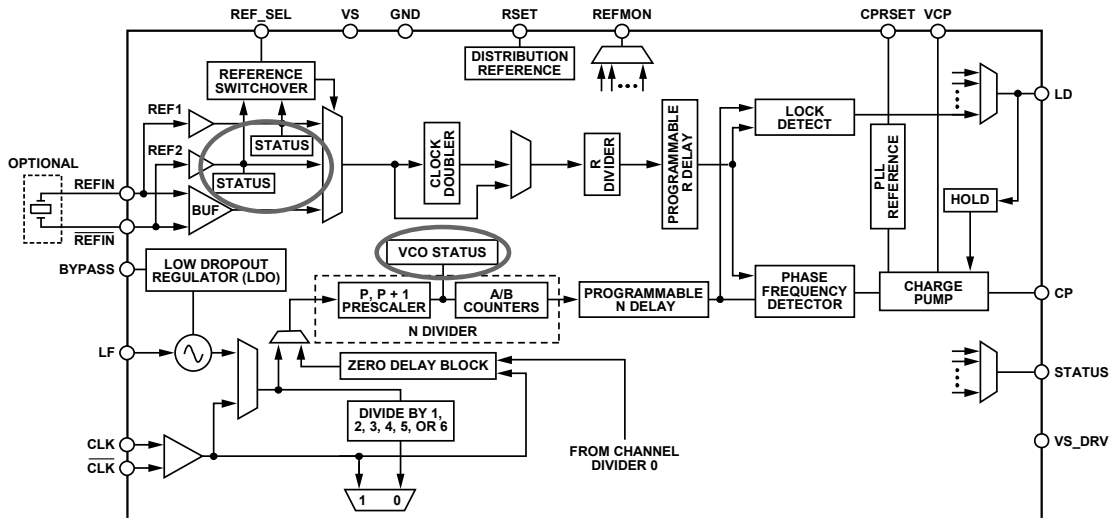 REF_SEL
VS
GND
RSET
REFMON
CPRSET
VCP
DISTRIBUTION
REFERENCE
REFERENCE
SWITCHOVER
REF1
STATUS
REF2
STATUS
BUF
OPTIONAL
REFIN
REFIN
CLOCK
DOUBLER
R
DIVIDER
PROGRAMMABLE
R DELAY
LOCK
DETECT
LD
PLL
REFERENCE
HOLD
BYPASS
LOW DROPOUT
REGULATOR (LDO)
VCO STATUS
P, P + 1
PRESCALER
A/B
COUNTERS
N DIVIDER
PROGRAMMABLE
N DELAY
PHASE
FREQUENCY
DETECTOR
CHARGE
PUMP
CP
LF
ZERO DELAY BLOCK
STATUS
DIVIDE BY 1,
2, 3, 4, 5, OR 6
FROM CHANNEL
DIVIDER 0
CLK
CLK
VS_DRV
1 0